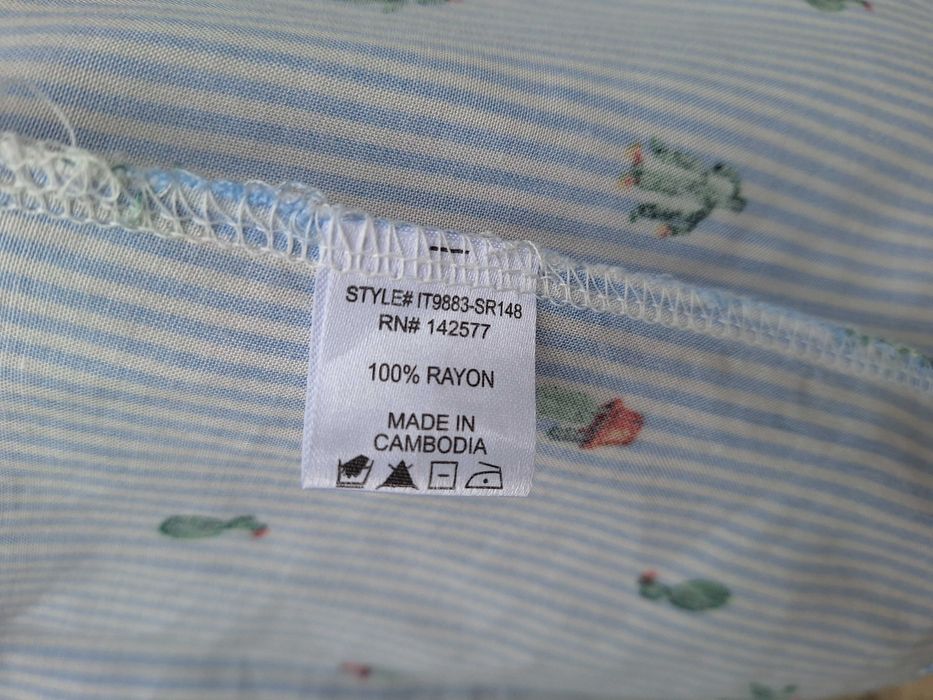 STYLE# IT9883-SR148
RN# 142577
100% RAYON
MADE IN
CAMBODIA